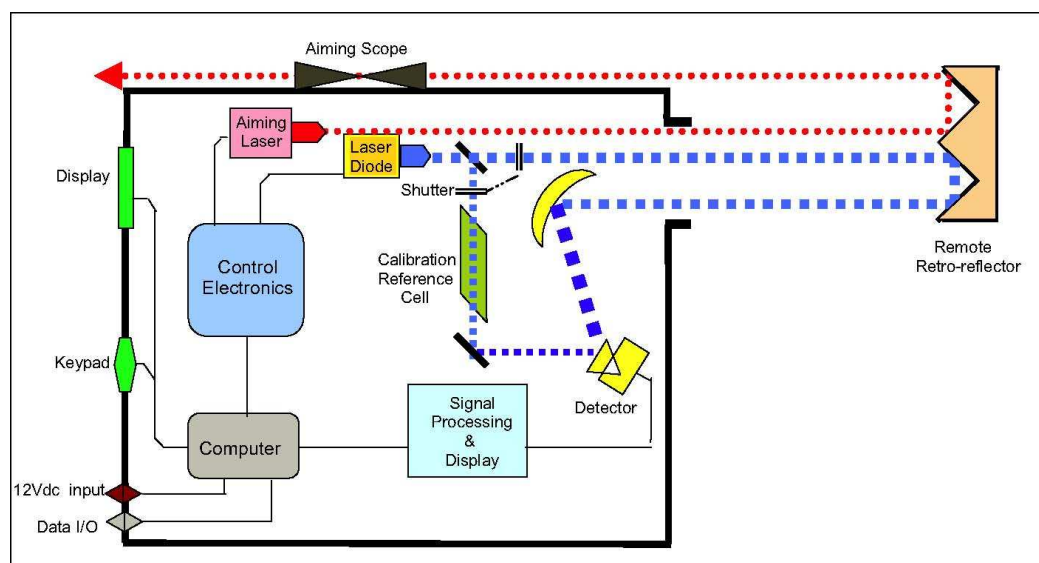 Aiming Scope
Aiming
Laser
Laser
Diode
Display
Shutter
Control
Electronics
Calibration
Reference
Cell
Remote
Retro-reflector
Keypad
Detector
Signal
Processing
&
Display
Computer
12Vdc input
Data I/O